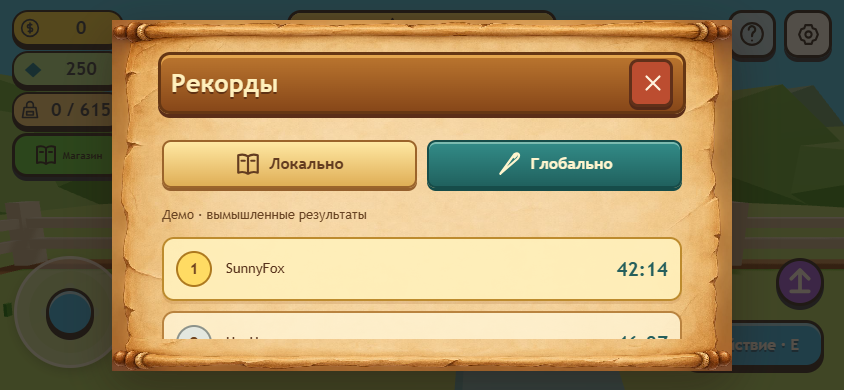 0
250
0 / 615
Магазин
Рекорды
Локально
Глобально
Демо · вымышленные результаты
1
SunnyFox
42:14
ствие · E